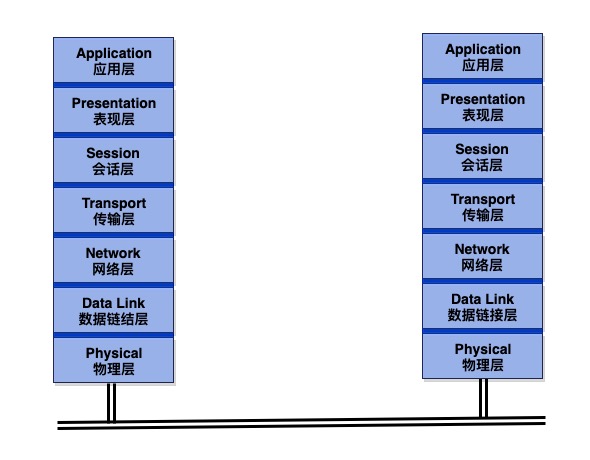 Application
应用层
Presentation
表现层
Session
会话层
Transport
传输层
Network
网络层
Data Link
数据链结层
Physical
物理层
Application
应用层
Presentation
表现层
Session
会话层
Transport
传输层
Network
网络层
Data Link
数据链接层
Physical
物理层